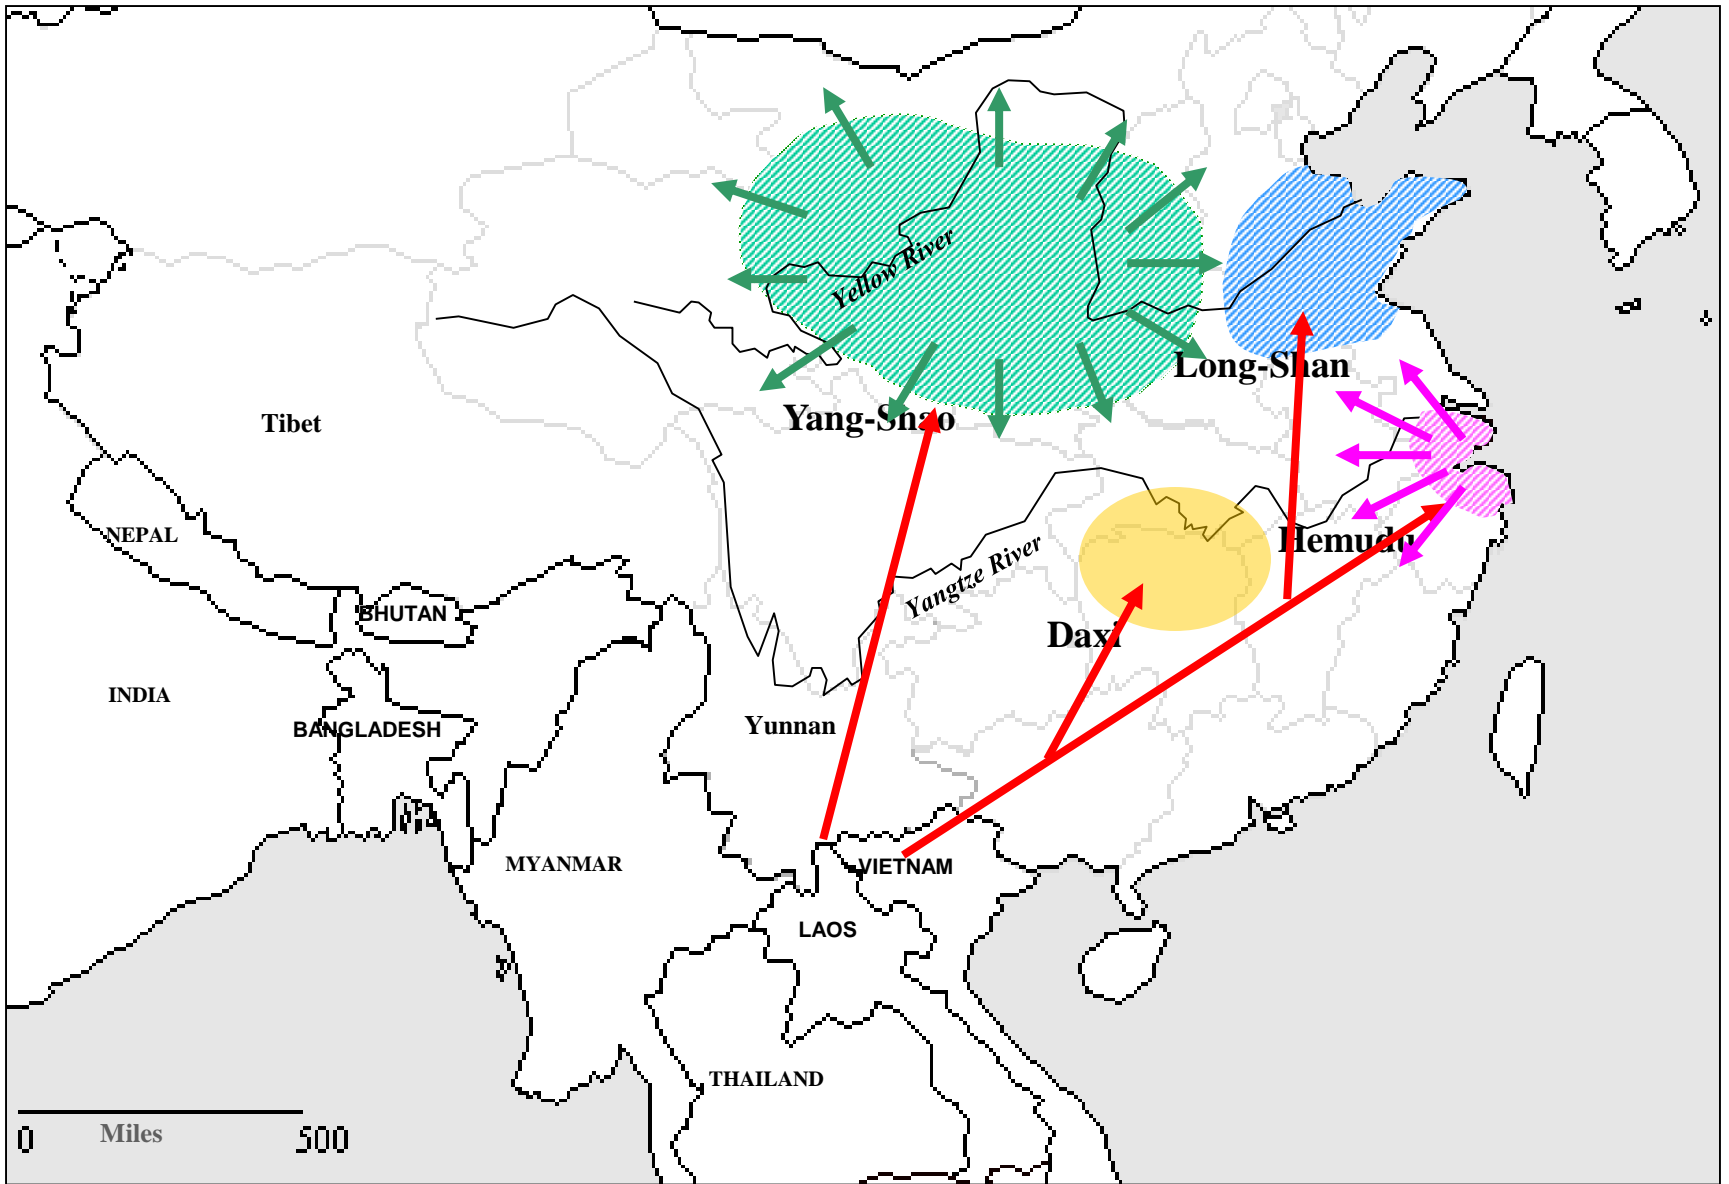 Yellow River
Long-Shan
Yang-Shao
Tibet
NEPAL
Hemudu
Yangtze River
BHUTAN
Daxi
INDIA
BANGLADESH
Yunnan
MYANMAR
VIETNAM
LAOS
THAILAND
0 Miles 500